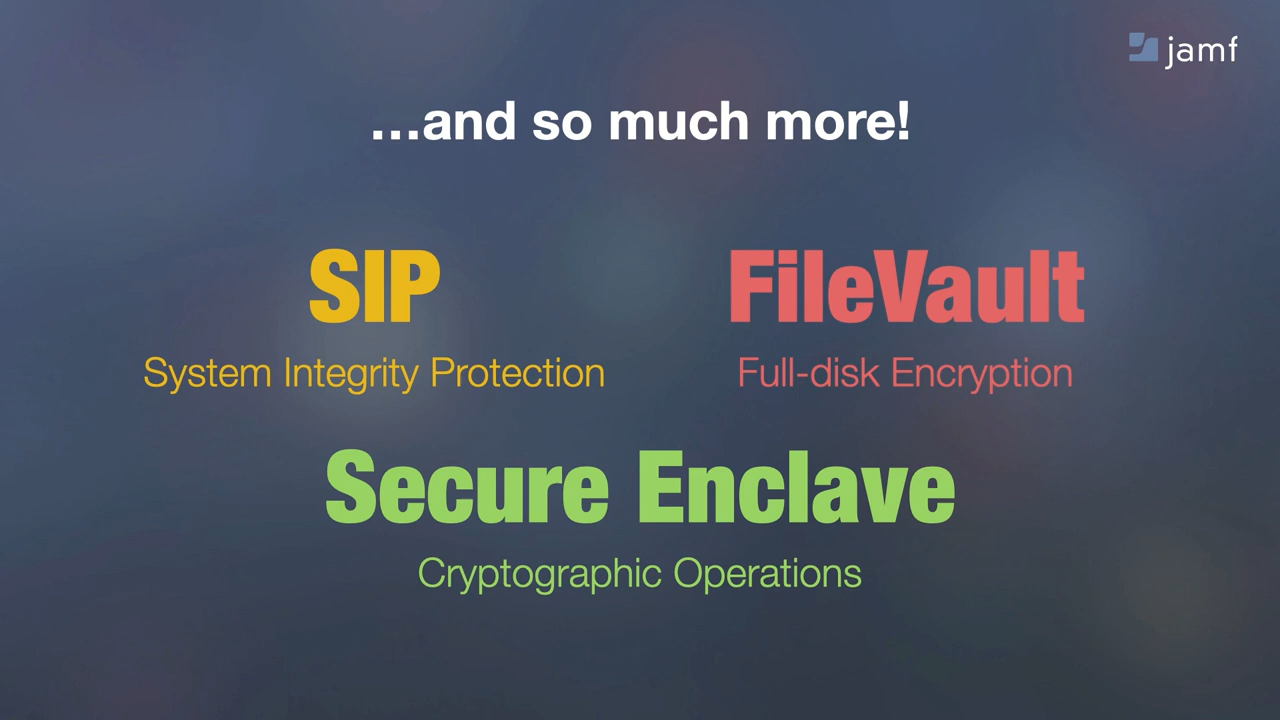 jamf
…and so much more!
SIP
System Integrity Protection
FileVault
Full-disk Encryption
Secure Enclave
Cryptographic Operations